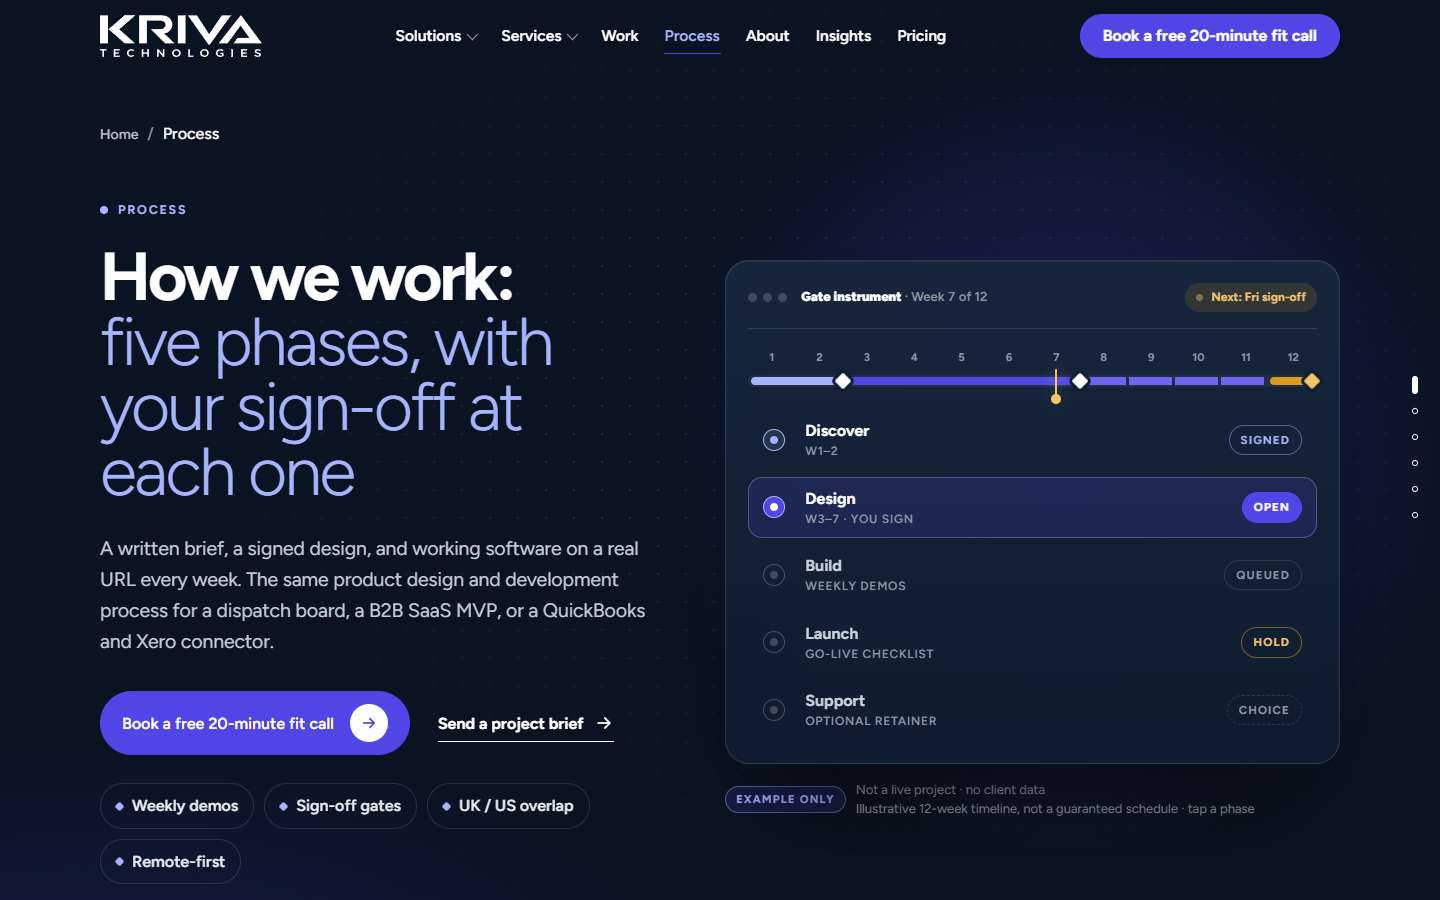 KRIVA
TECHNOLOGIES
Solutions
Services
Work
Process
About
Insights
Pricing
Book a free 20-minute fit call
Home / Process
PROCESS
How we work:
five phases, with
your sign-off at
each one
A written brief, a signed design, and working software on a real
URL every week. The same product design and development
process for a dispatch board, a B2B SaaS MVP, or a QuickBooks
and Xero connector.
Book a free 20-minute fit call
Send a project brief
Weekly demos
Sign-off gates
UK / US overlap
Remote-first
Gate Instrument · Week 7 of 12
Next: Fri sign-off
1 2 3 4 5 6 7 8 9 10 11 12
Discover
W1–2
SIGNED
Design
W3–7 · YOU SIGN
OPEN
Build
WEEKLY DEMOS
QUEUED
Launch
GO-LIVE CHECKLIST
HOLD
Support
OPTIONAL RETAINER
CHOICE
EXAMPLE ONLY
Not a live project · no client data
Illustrative 12-week timeline, not a guaranteed schedule · tap a phase